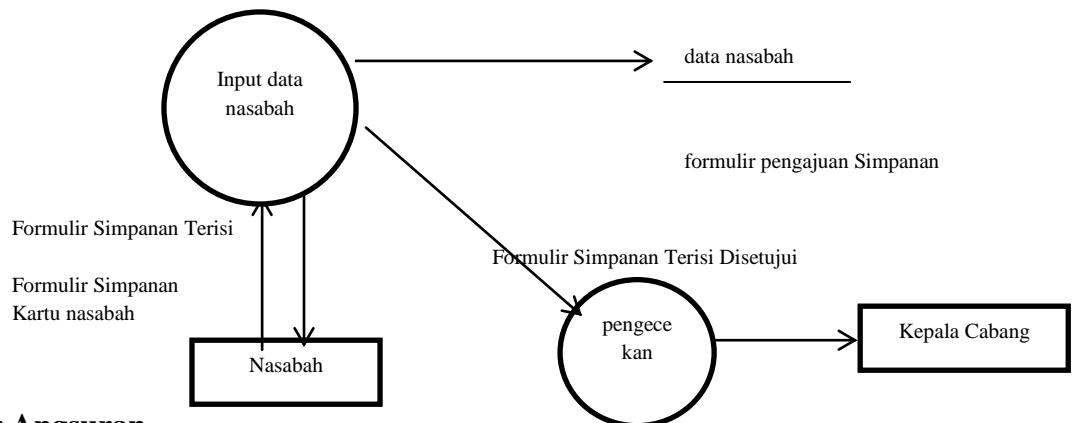 Input data
nasabah
data nasabah
formulir pengajuan Simpanan
Formulir Simpanan Terisi
Formulir Simpanan Terisi Disetujui
Formulir Simpanan
Kartu nasabah
pengece
kan
Kepala Cabang
Nasabah
Angsuran